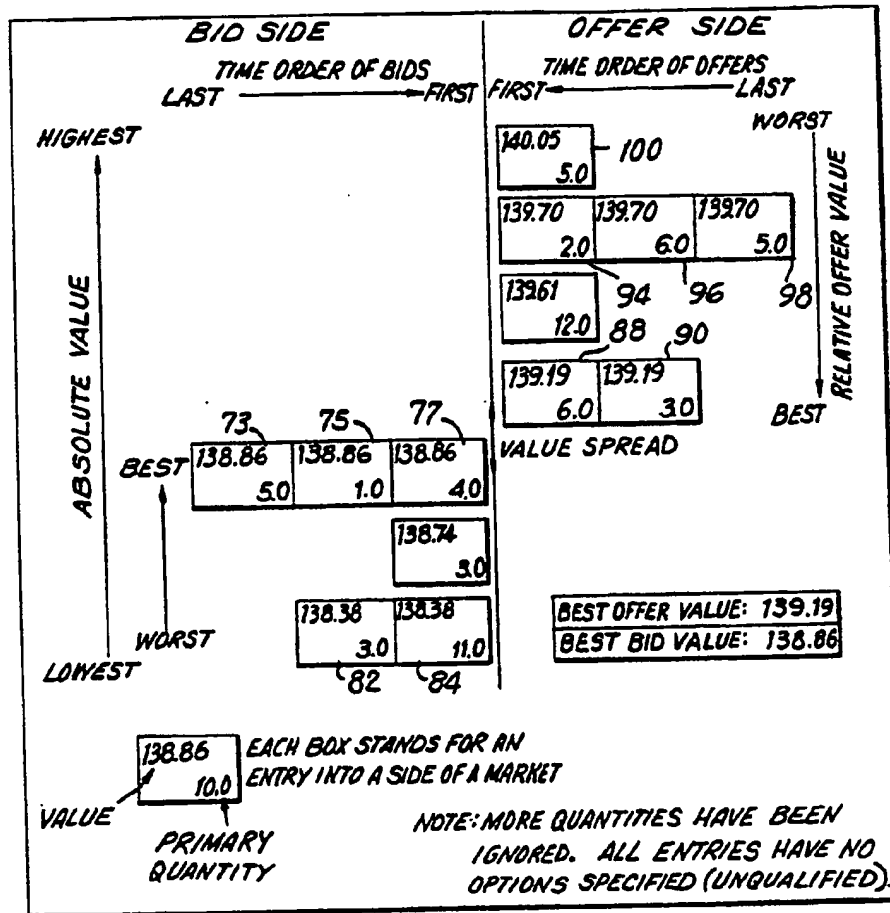 BID SIDE
OFFER SIDE
TIME ORDER OF BIDS
TIME ORDER OF OFFERS
LAST FIRST
FIRST LAST
HIGHEST
WORST
140.05
5.0
100
139.70 139.70 139.70
2.0 6.0 5.0
94 96 98
139.61
12.0
88 90
139.19 139.19
6.0 3.0
RELATIVE OFFER VALUE
BEST
VALUE SPREAD
ABSOLUTE VALUE
73 75 77
BEST
138.86 138.86 138.86
5.0 1.0 4.0
138.74
3.0
138.38 138.38
3.0 11.0
82 84
WORST
LOWEST
BEST OFFER VALUE: 139.19
BEST BID VALUE: 138.86
138.86
10.0
EACH BOX STANDS FOR AN
ENTRY INTO A SIDE OF A MARKET
VALUE
PRIMARY
QUANTITY
NOTE: MORE QUANTITIES HAVE BEEN
IGNORED. ALL ENTRIES HAVE NO
OPTIONS SPECIFIED (UNQUALIFIED).